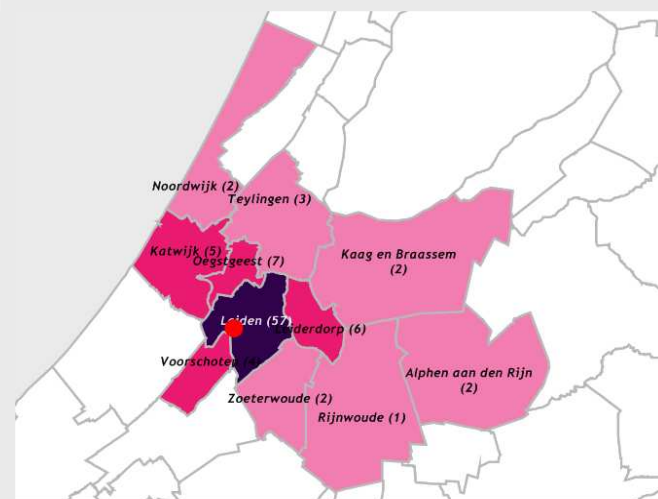 Noordwijk (2)
Teylingen (3)
Katwijk (5)
Oegstgeest (7)
Kaag en Braassem
(2)
Leiden (57)
Leiderdorp (6)
Voorschoten (4)
Alphen aan den Rijn
(2)
Zoeterwoude (2)
Rijnwoude (1)